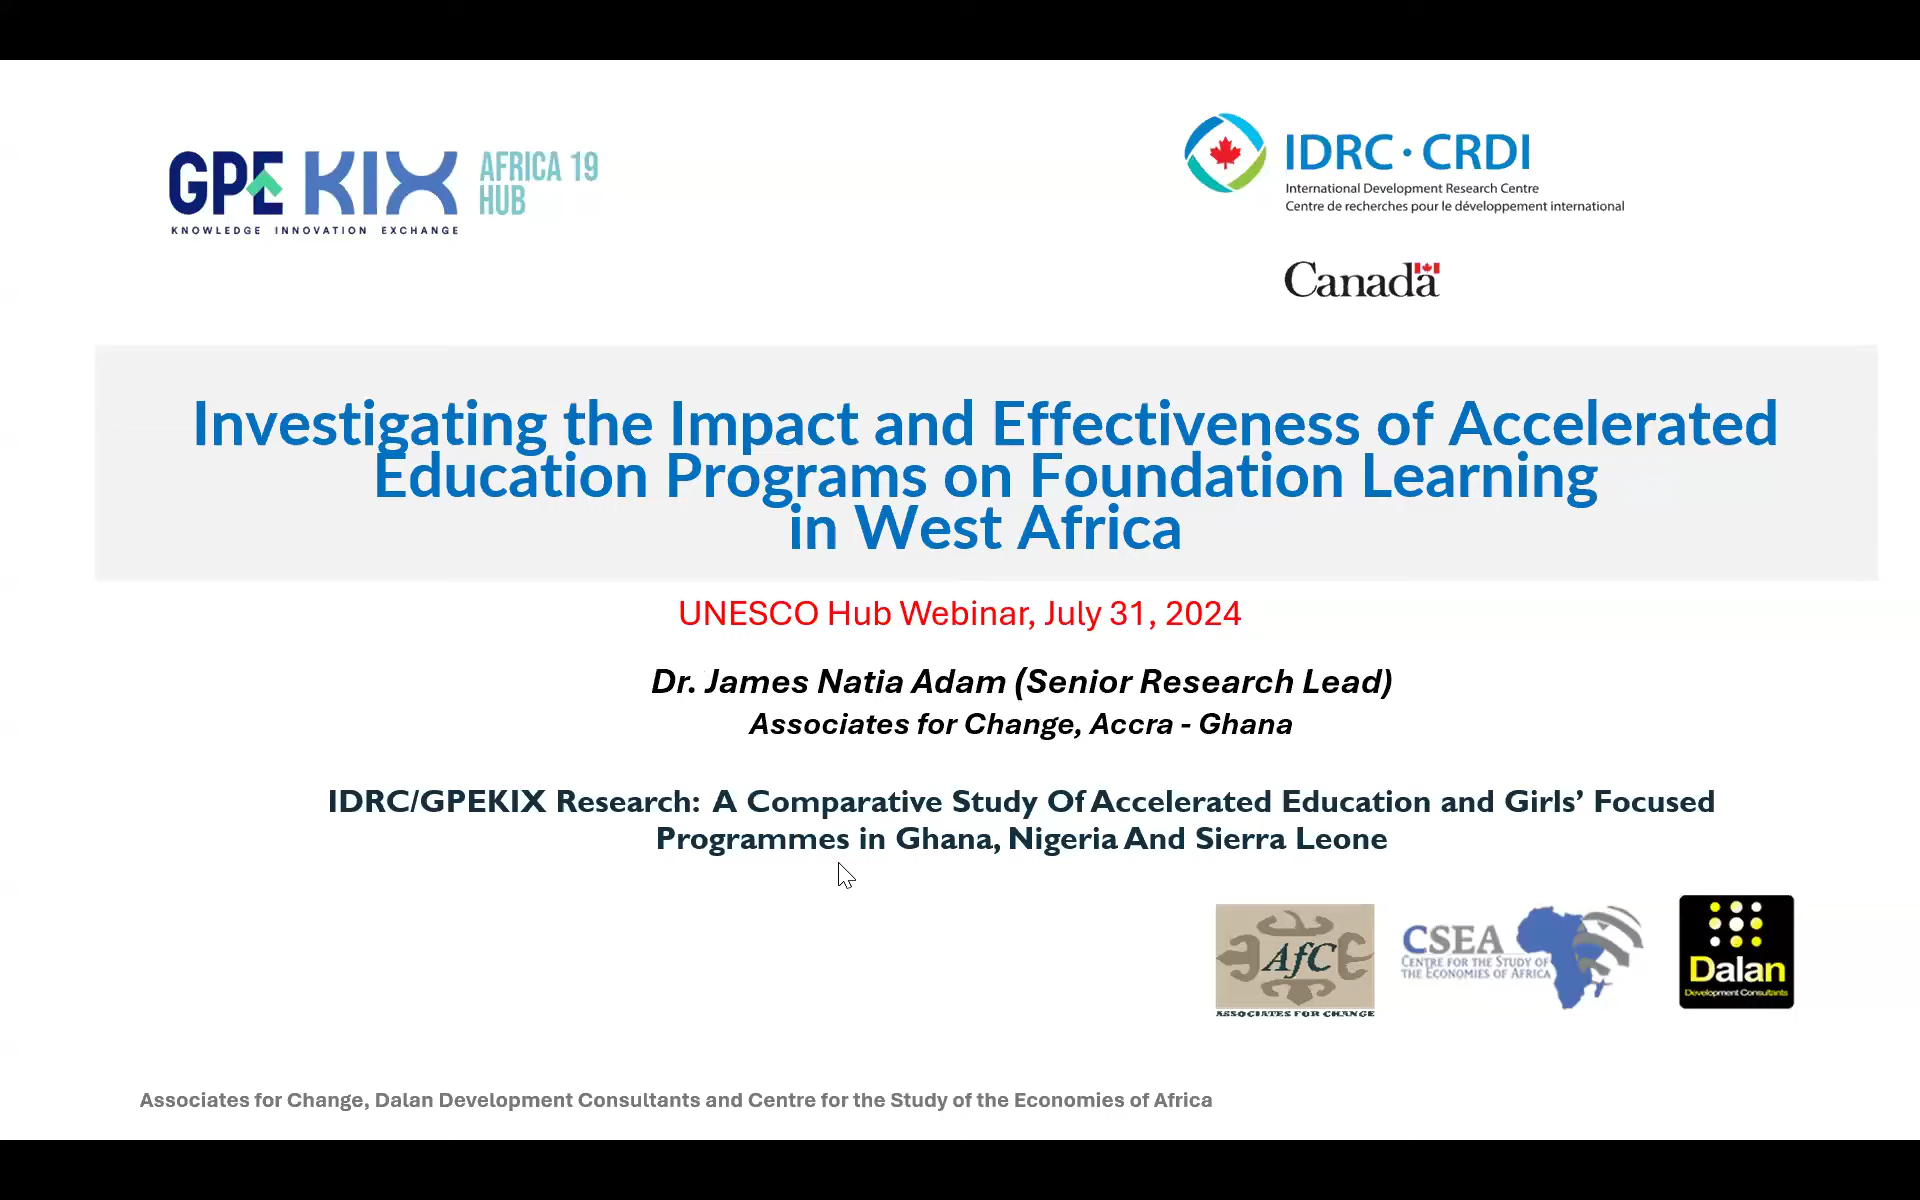 GPE KIX AFRICA 19
HUB
KNOWLEDGE INNOVATION EXCHANGE
IDRC · CRDI
International Development Research Centre
Centre de recherches pour le développement international
Canada
Investigating the Impact and Effectiveness of Accelerated
Education Programs on Foundation Learning
in West Africa
UNESCO Hub Webinar, July 31, 2024
Dr. James Natia Adam (Senior Research Lead)
Associates for Change, Accra - Ghana
IDRC/GPEKIX Research: A Comparative Study Of Accelerated Education and Girls’ Focused
Programmes in Ghana, Nigeria And Sierra Leone
AfC
ASSOCIATES FOR CHANGE
CSEA
CENTRE FOR THE STUDY OF
THE ECONOMIES OF AFRICA
Dalan
Development Consultants
Associates for Change, Dalan Development Consultants and Centre for the Study of the Economies of Africa